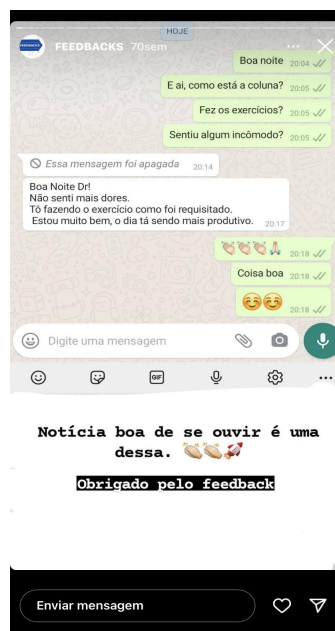 HOJE
FEEDBACKS
FEEDBACKS 70sem
Boa noite 20:04
E ai, como está a coluna? 20:05
Fez os exercícios? 20:05
Sentiu algum incômodo? 20:05
Essa mensagem foi apagada 20:14
Boa Noite Dr!
Não senti mais dores.
Tô fazendo o exercício como foi requisitado.
Estou muito bem, o dia tá sendo mais produtivo. 20:17
👏👏👏🙏 20:18
Coisa boa 20:18
☺️☺️ 20:18
Digite uma mensagem
GIF
Notícia boa de se ouvir é uma
dessa. 👏👏🚀
Obrigado pelo feedback
Enviar mensagem